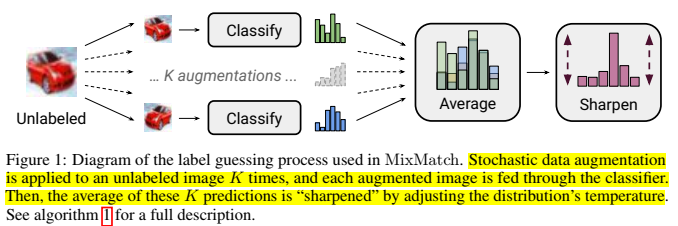 Classify
... K augmentations ...
Unlabeled
Classify
Average
Sharpen
Figure 1: Diagram of the label guessing process used in MixMatch. Stochastic data augmentation
is applied to an unlabeled image K times, and each augmented image is fed through the classifier.
Then, the average of these K predictions is “sharpened” by adjusting the distribution’s temperature.
See algorithm 1 for a full description.